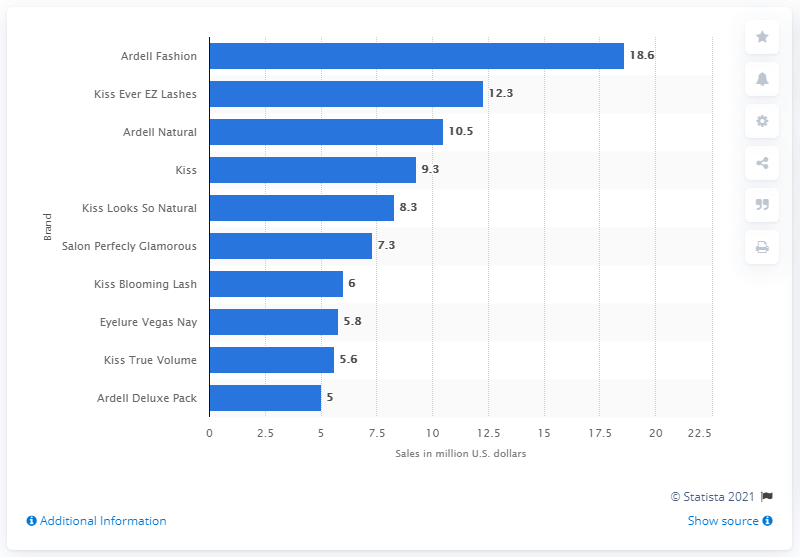 Ardell Fashion 18.6
Kiss Ever EZ Lashes 12.3
Ardell Natural 10.5
Kiss 9.3
Kiss Looks So Natural 8.3
Salon Perfecly Glamorous 7.3
Kiss Blooming Lash 6
Eyelure Vegas Nay 5.8
Kiss True Volume 5.6
Ardell Deluxe Pack 5
Brand
0 2.5 5 7.5 10 12.5 15 17.5 20 22.5
Sales in million U.S. dollars
© Statista 2021
Additional Information
Show source